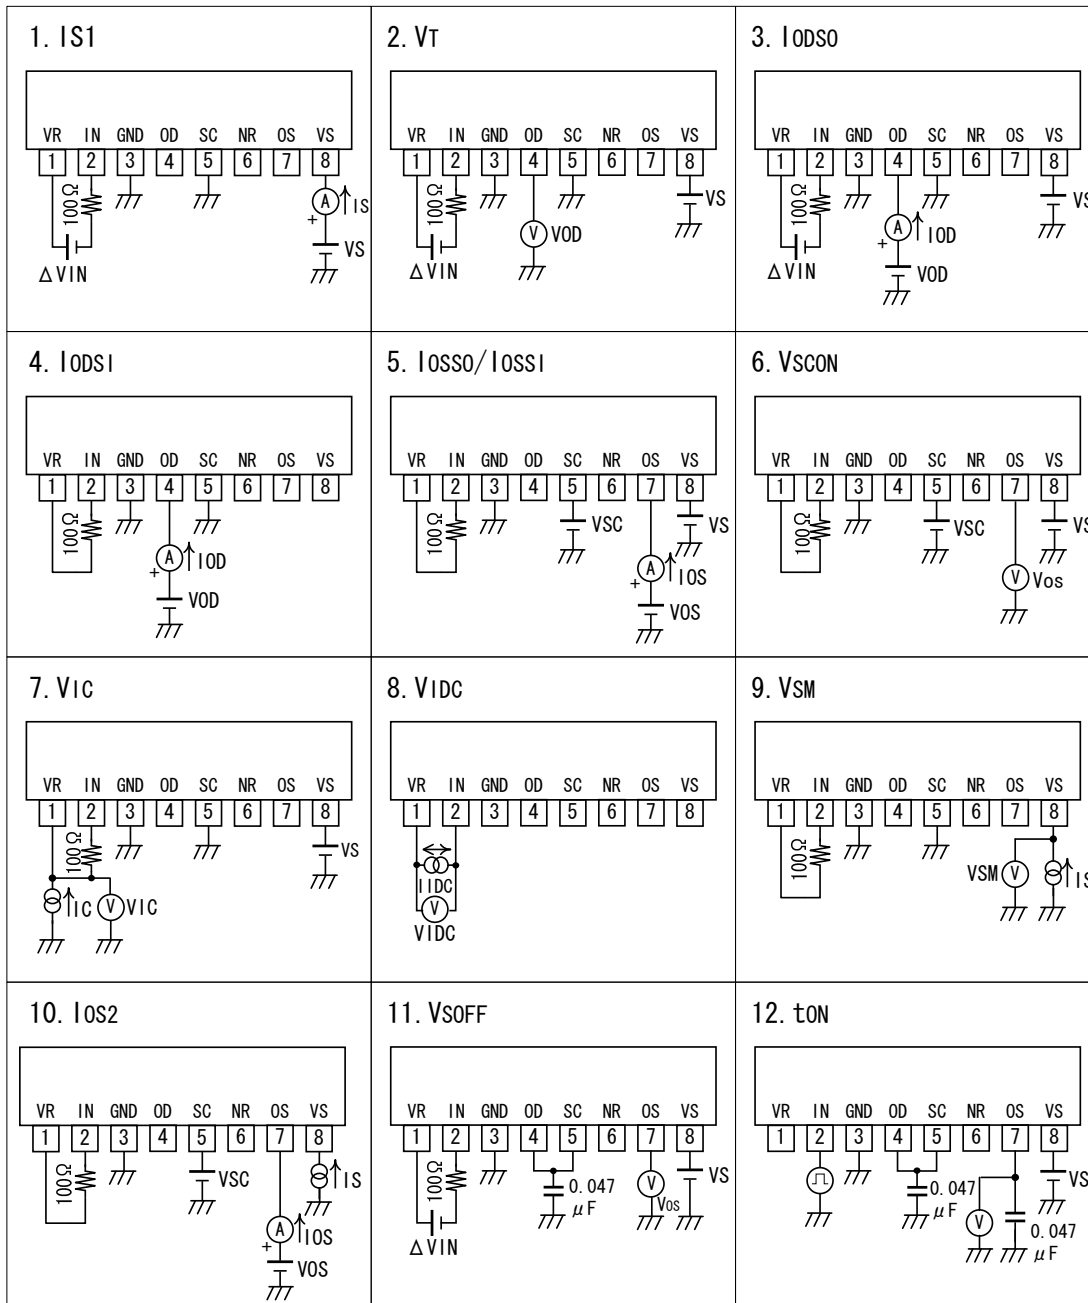 1. IS1
VR IN GND OD SC NR OS VS
1 2 3 4 5 6 7 8
100Ω
A
IS
+
VS
ΔVIN
2. VT
VR IN GND OD SC NR OS VS
1 2 3 4 5 6 7 8
100Ω
VS
V VOD
ΔVIN
3. IODSO
VR IN GND OD SC NR OS VS
1 2 3 4 5 6 7 8
100Ω
VS
A
IOD
+
ΔVIN
VOD
4. IODSI
VR IN GND OD SC NR OS VS
1 2 3 4 5 6 7 8
100Ω
A
IOD
+
VOD
5. IOSSO/IOSSI
VR IN GND OD SC NR OS VS
1 2 3 4 5 6 7 8
100Ω
VSC
VS
A
IOS
+
VOS
6. VSCON
VR IN GND OD SC NR OS VS
1 2 3 4 5 6 7 8
100Ω
VSC
VS
V Vos
7. VIC
VR IN GND OD SC NR OS VS
1 2 3 4 5 6 7 8
100Ω
VS
IC
V VIC
8. VIDC
VR IN GND OD SC NR OS VS
1 2 3 4 5 6 7 8
IIDC
V
VIDC
9. VSM
VR IN GND OD SC NR OS VS
1 2 3 4 5 6 7 8
100Ω
VSM V
IS
10. IOS2
VR IN GND OD SC NR OS VS
1 2 3 4 5 6 7 8
100Ω
VSC
IS
A
IOS
+
VOS
11. VSOFF
VR IN GND OD SC NR OS VS
1 2 3 4 5 6 7 8
100Ω
0.047
μF
V
Vos
VS
ΔVIN
12. tON
VR IN GND OD SC NR OS VS
1 2 3 4 5 6 7 8
VS
0.047
μF
V
0.047
μF